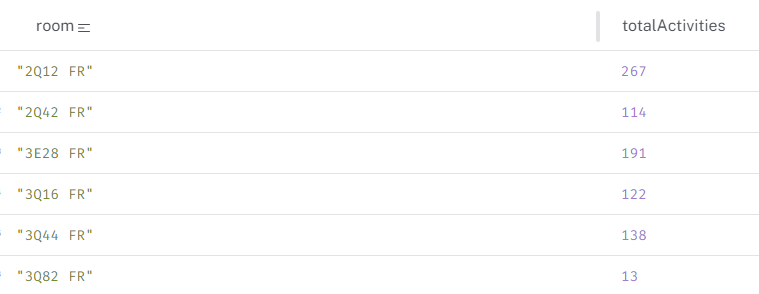 room totalActivities
"2Q12 FR" 267
"2Q42 FR" 114
"3E28 FR" 191
"3Q16 FR" 122
"3Q44 FR" 138
"3Q82 FR" 13